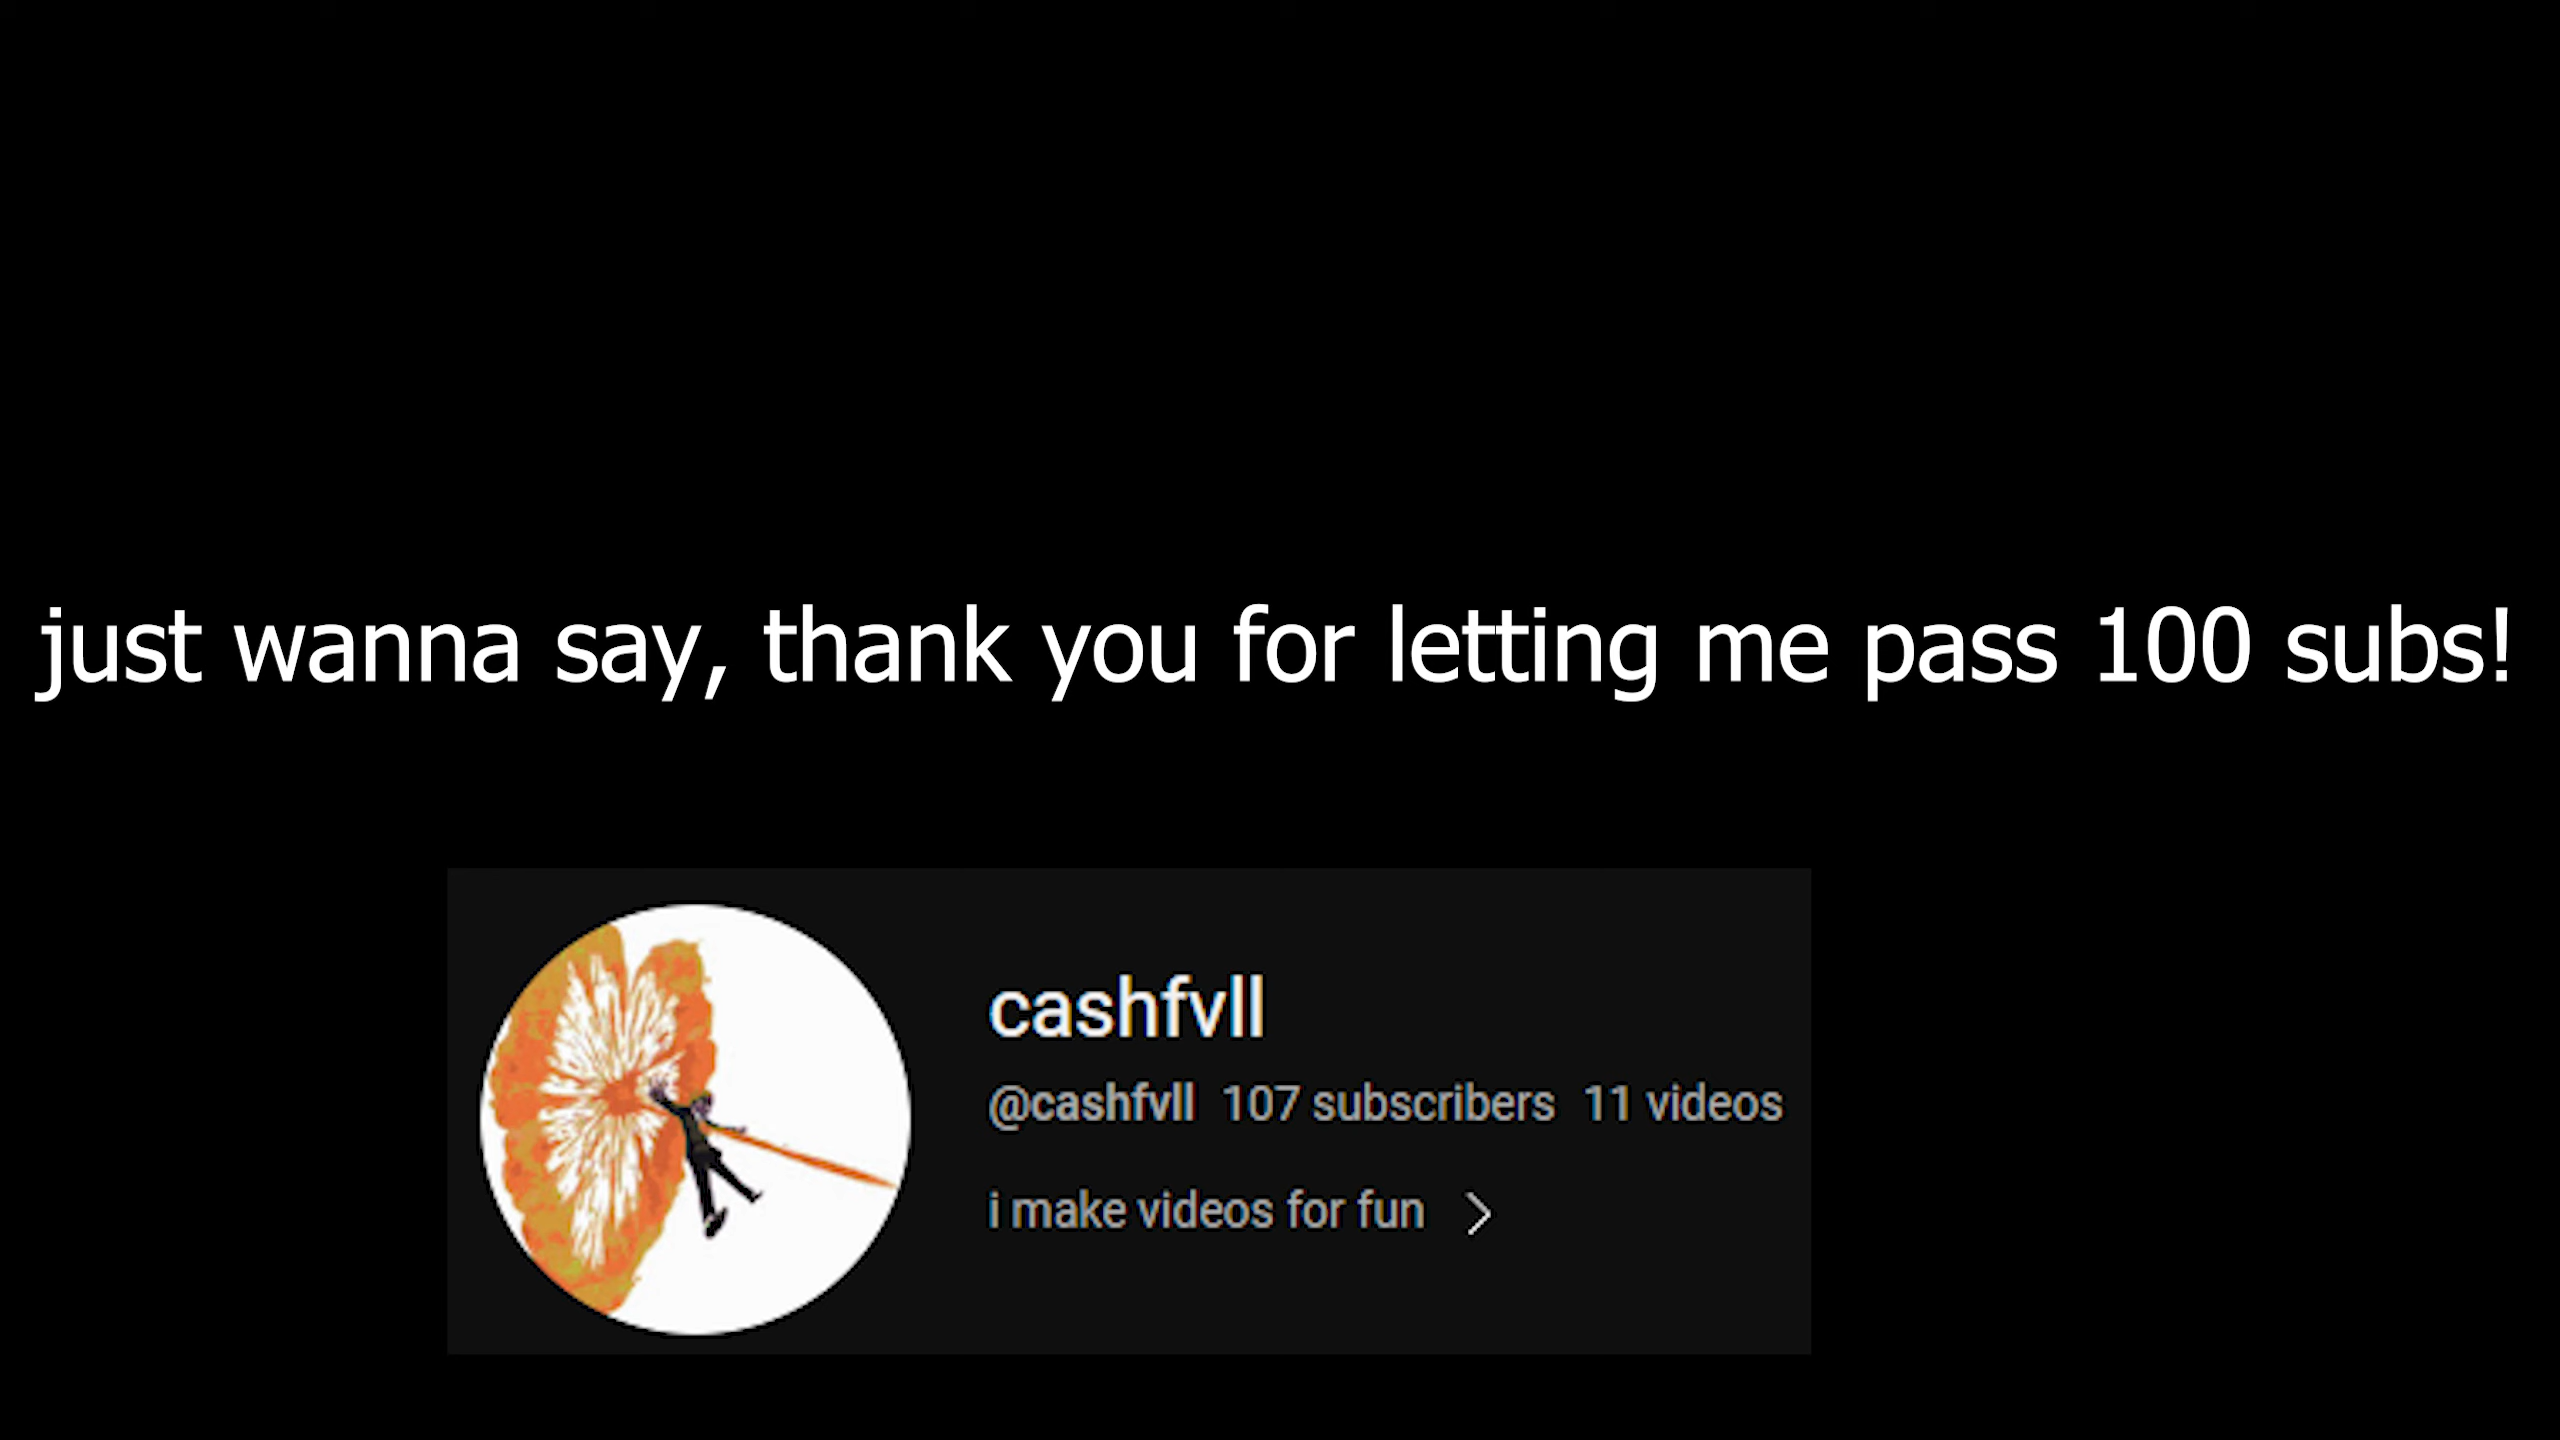 just wanna say, thank you for letting me pass 100 subs!
cashfvll
@cashfvll 107 subscribers 11 videos
i make videos for fun